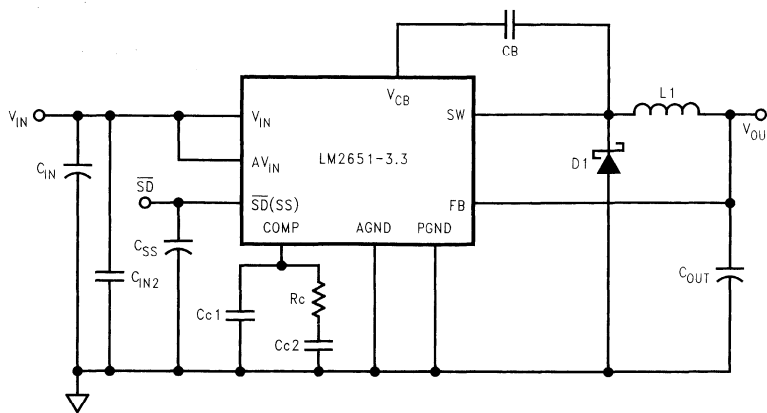 CB
L1
VCB
VIN
VIN
SW
VOU
AVIN
LM2651-3.3
D1
CIN
SD
SD(SS)
FB
COMP
AGND
PGND
CSS
COUT
CIN2
Rc
Cc1
Cc2